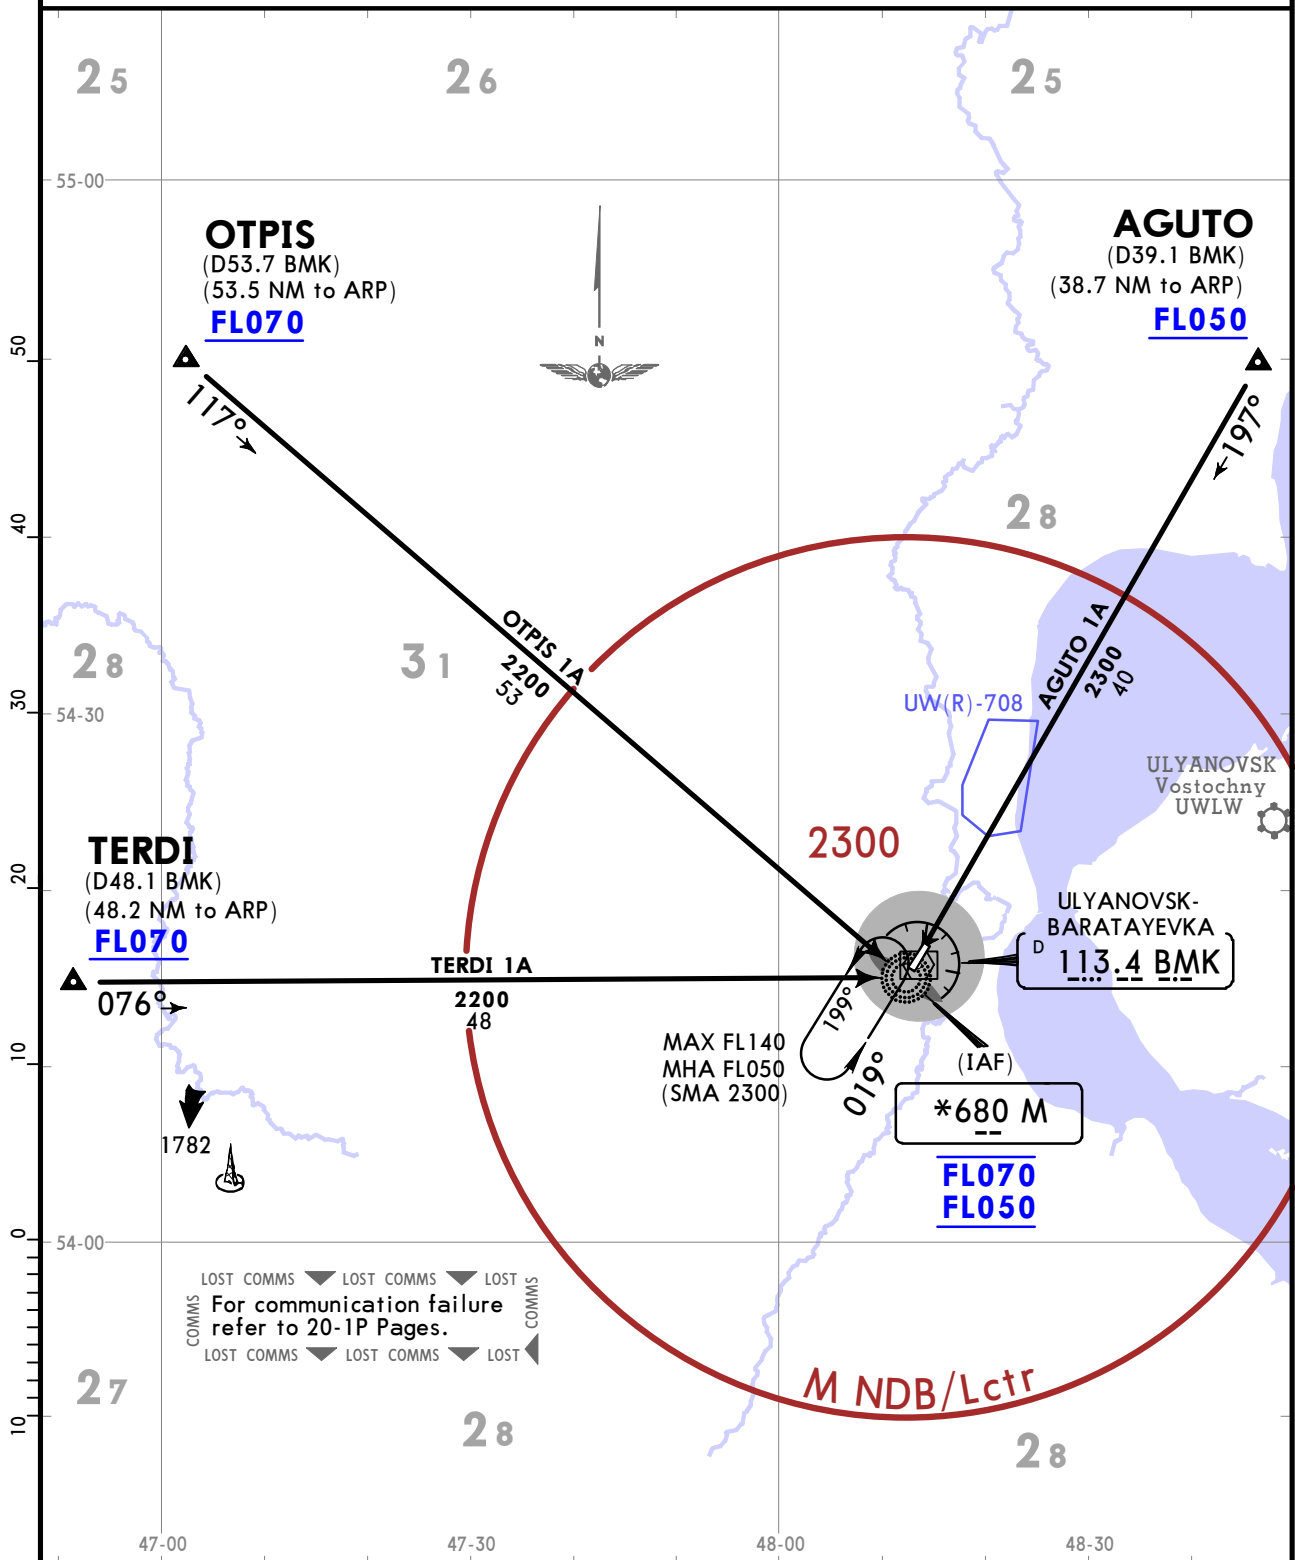 25
26
25
55-00
OTPIS
(D53.7 BMK)
(53.5 NM to ARP)
FL070
AGUTO
(D39.1 BMK)
(38.7 NM to ARP)
FL050
N
50
117°
197°
40
28
OTPIS 1A
2200
53
AGUTO 1A
2300
40
28
31
30
54-30
UW(R)-708
ULYANOVSK
Vostochny
UWLW
2300
TERDI
(D48.1 BMK)
(48.2 NM to ARP)
FL070
20
ULYANOVSK-
BARATAYEVKA
D 113.4 BMK
TERDI 1A
2200
48
076°
199°
019°
MAX FL140
MHA FL050
(SMA 2300)
(IAF)
*680 M
FL070
FL050
10
1782
0
54-00
LOST COMMS LOST COMMS LOST
COMMS
For communication failure
refer to 20-1P Pages.
COMMS
LOST COMMS LOST COMMS LOST
27
M NDB/Lctr
10
28
28
47-00
47-30
48-00
48-30